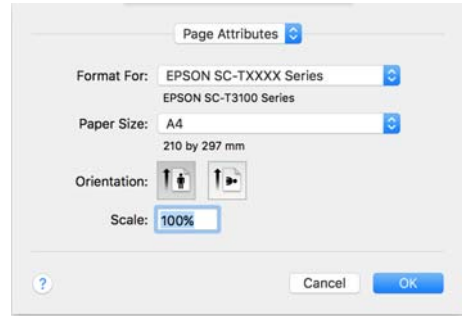 Page Attributes
Format For: EPSON SC-TXXXX Series
EPSON SC-T3100 Series
Paper Size: A4
210 by 297 mm
Orientation:
Scale: 100%
? Cancel OK